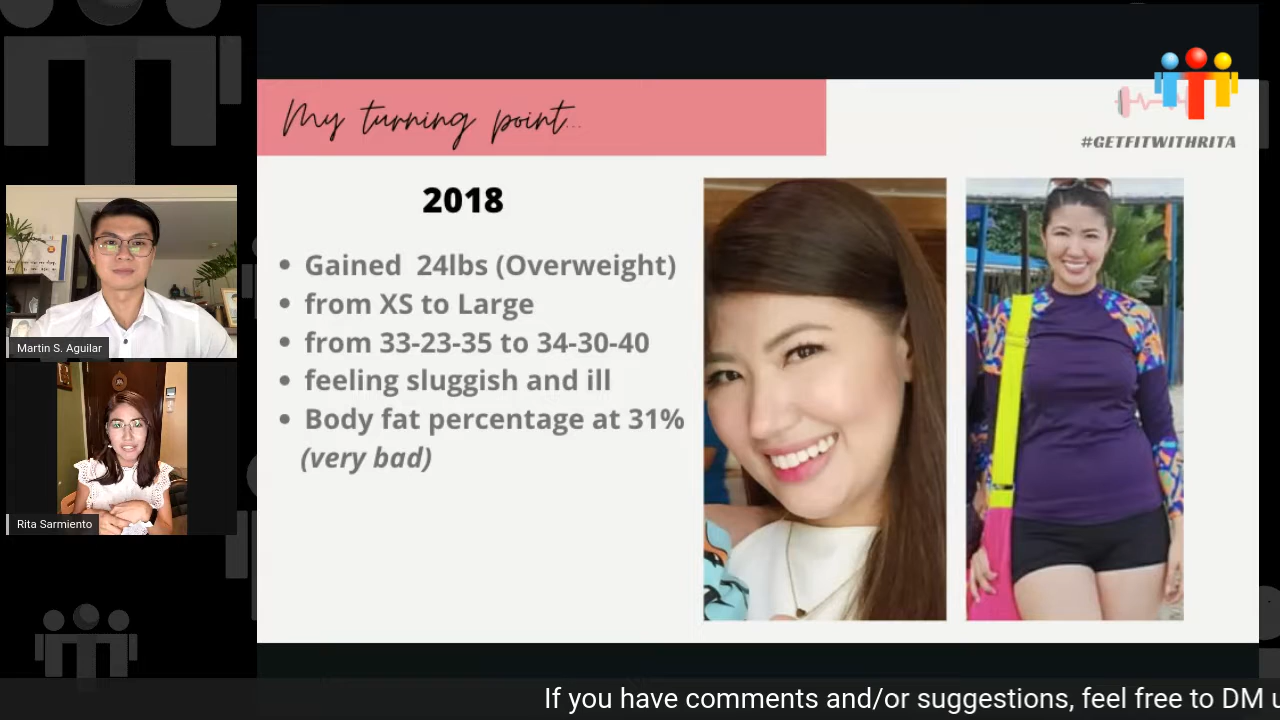 My turning point...
#GETFITWITHRITA
2018
• Gained 24lbs (Overweight)
• from XS to Large
• from 33-23-35 to 34-30-40
• feeling sluggish and ill
• Body fat percentage at 31%
(very bad)
Martin S. Aguilar
Rita Sarmiento
If you have comments and/or suggestions, feel free to DM u